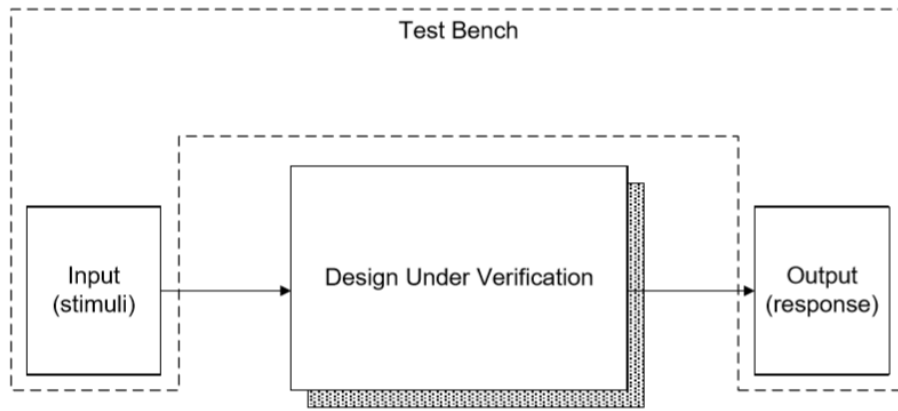 Test Bench
Input
(stimuli)
Design Under Verification
Output
(response)